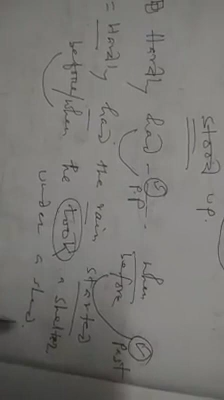 stood up.
Hardly had - S - - when
P.P before Past
= Hardly had the rain started
before/when the took a shelter
under a shed.